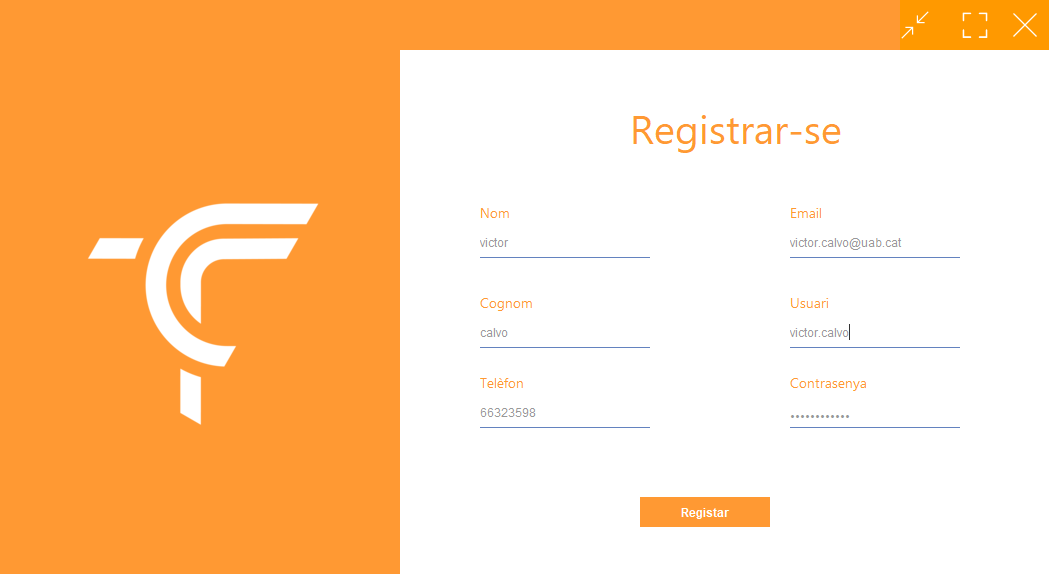 Registrar-se
Nom
victor
Email
victor.calvo@uab.cat
Cognom
calvo
Usuari
victor.calvo
Telèfon
66323598
Contrasenya
••••••••••••
Registar